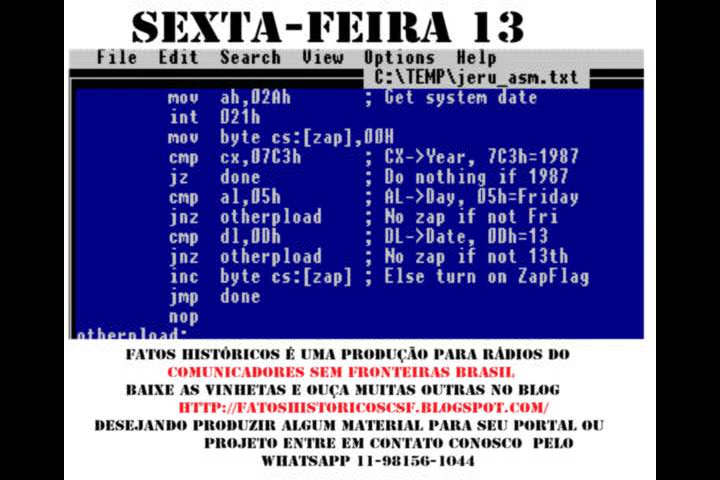 SEXTA-FEIRA 13
File Edit Search View Options Help
C:\TEMP\jeru_asm.txt
mov ah,02Ah ; Get system date
int 021h
mov byte cs:[zap],00H
cmp cx,07C3h ; CX->Year, 7C3h=1987
jz done ; Do nothing if 1987
cmp al,05h ; AL->Day, 05h=Friday
jnz otherpload ; No zap if not Fri
cmp dl,0Dh ; DL->Date, 0Dh=13
jnz otherpload ; No zap if not 13th
inc byte cs:[zap] ; Else turn on ZapFlag
jmp done
nop
otherpload:
FATOS HISTÓRICOS É UMA PRODUÇÃO PARA RÁDIOS DO
COMUNICADORES SEM FRONTEIRAS BRASIL
BAIXE AS VINHETAS E OUÇA MUITAS OUTRAS NO BLOG
HTTP://FATOSHISTORICOSCSF.BLOGSPOT.COM/
DESEJANDO PRODUZIR ALGUM MATERIAL PARA SEU PORTAL OU
PROJETO ENTRE EM CONTATO CONOSCO PELO
WHATSAPP 11-98156-1044